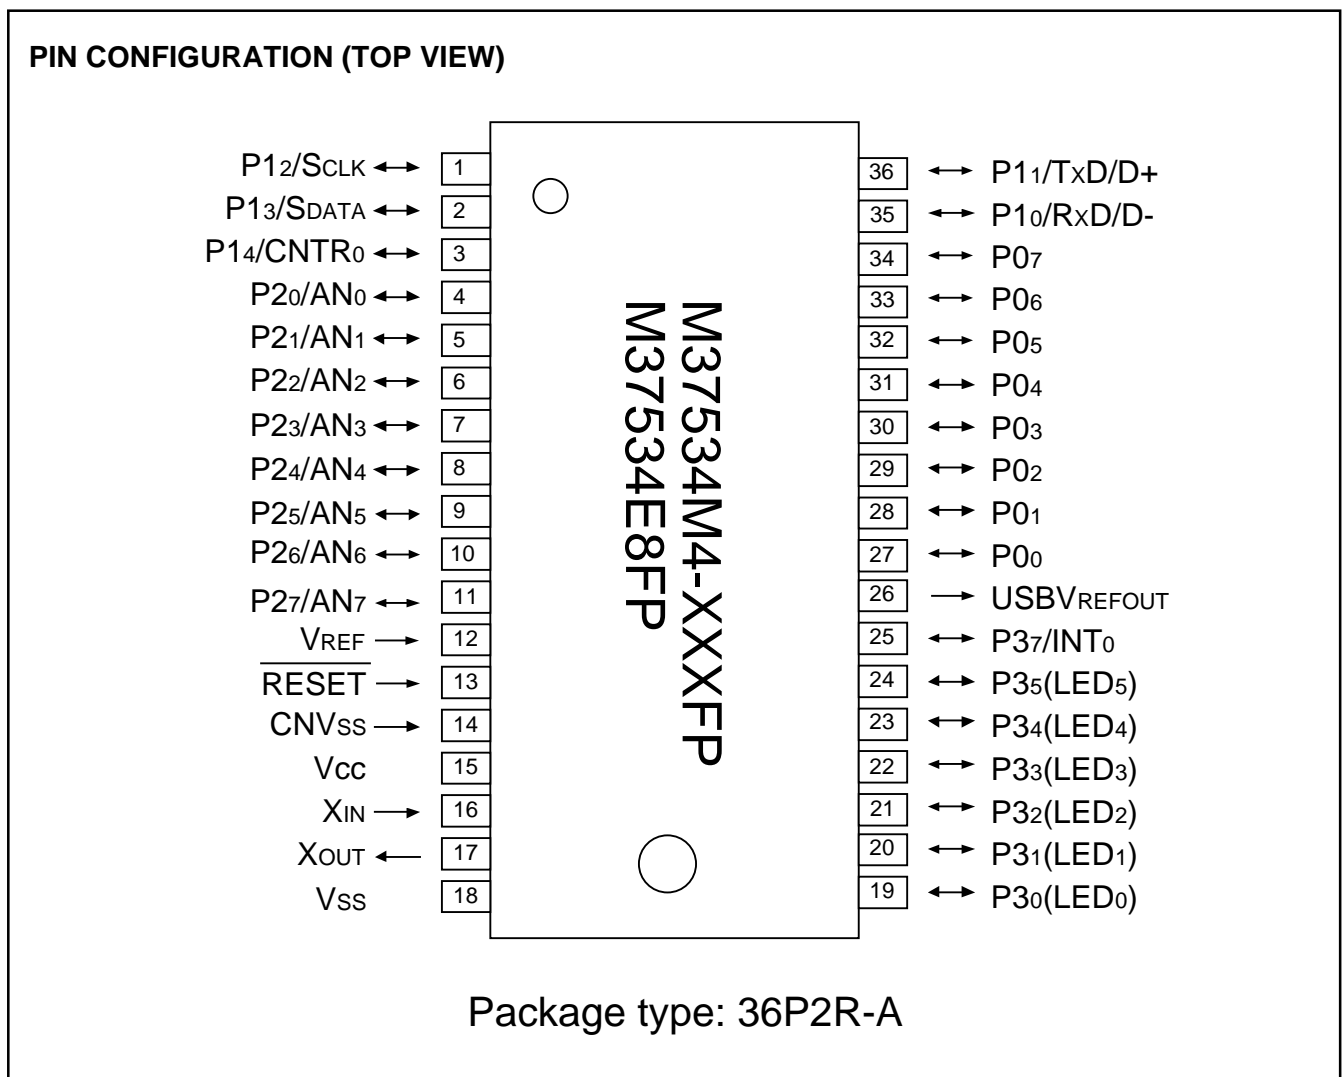 PIN CONFIGURATION (TOP VIEW)
P12/SCLK 1
P13/SDATA 2
P14/CNTR0 3
P20/AN0 4
P21/AN1 5
P22/AN2 6
P23/AN3 7
P24/AN4 8
P25/AN5 9
P26/AN6 10
P27/AN7 11
VREF 12
RESET 13
CNVSS 14
Vcc 15
XIN 16
XOUT 17
VSS 18
M37534M4-XXXFP
M37534E8FP
36 P11/TXD/D+
35 P10/RXD/D-
34 P07
33 P06
32 P05
31 P04
30 P03
29 P02
28 P01
27 P00
26 USBVREFOUT
25 P37/INT0
24 P35(LED5)
23 P34(LED4)
22 P33(LED3)
21 P32(LED2)
20 P31(LED1)
19 P30(LED0)
Package type: 36P2R-A